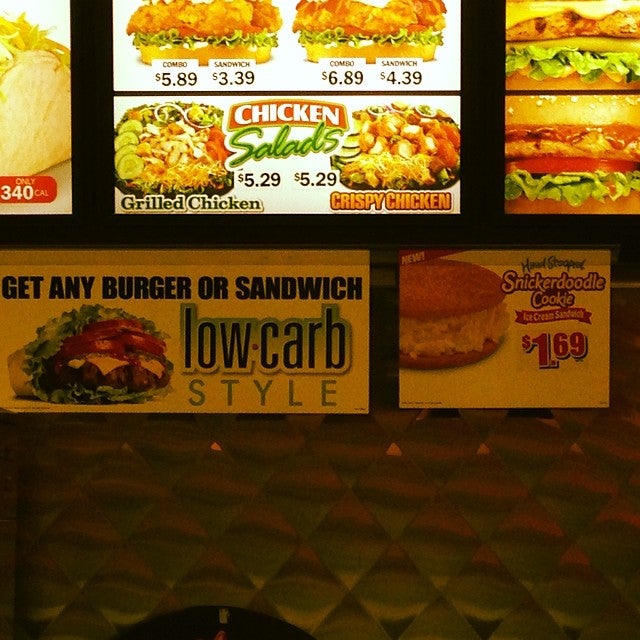 COMBO SANDWICH COMBO SANDWICH
$5.89 $3.39 $6.89 $4.39
CHICKEN
Salads
$5.29 $5.29
Grilled Chicken CRISPY CHICKEN
ONLY
340 CAL
GET ANY BURGER OR SANDWICH
low·carb
STYLE
NEW!
Hand-Scooped
Snickerdoodle
Cookie
Ice Cream Sandwich
$1.69